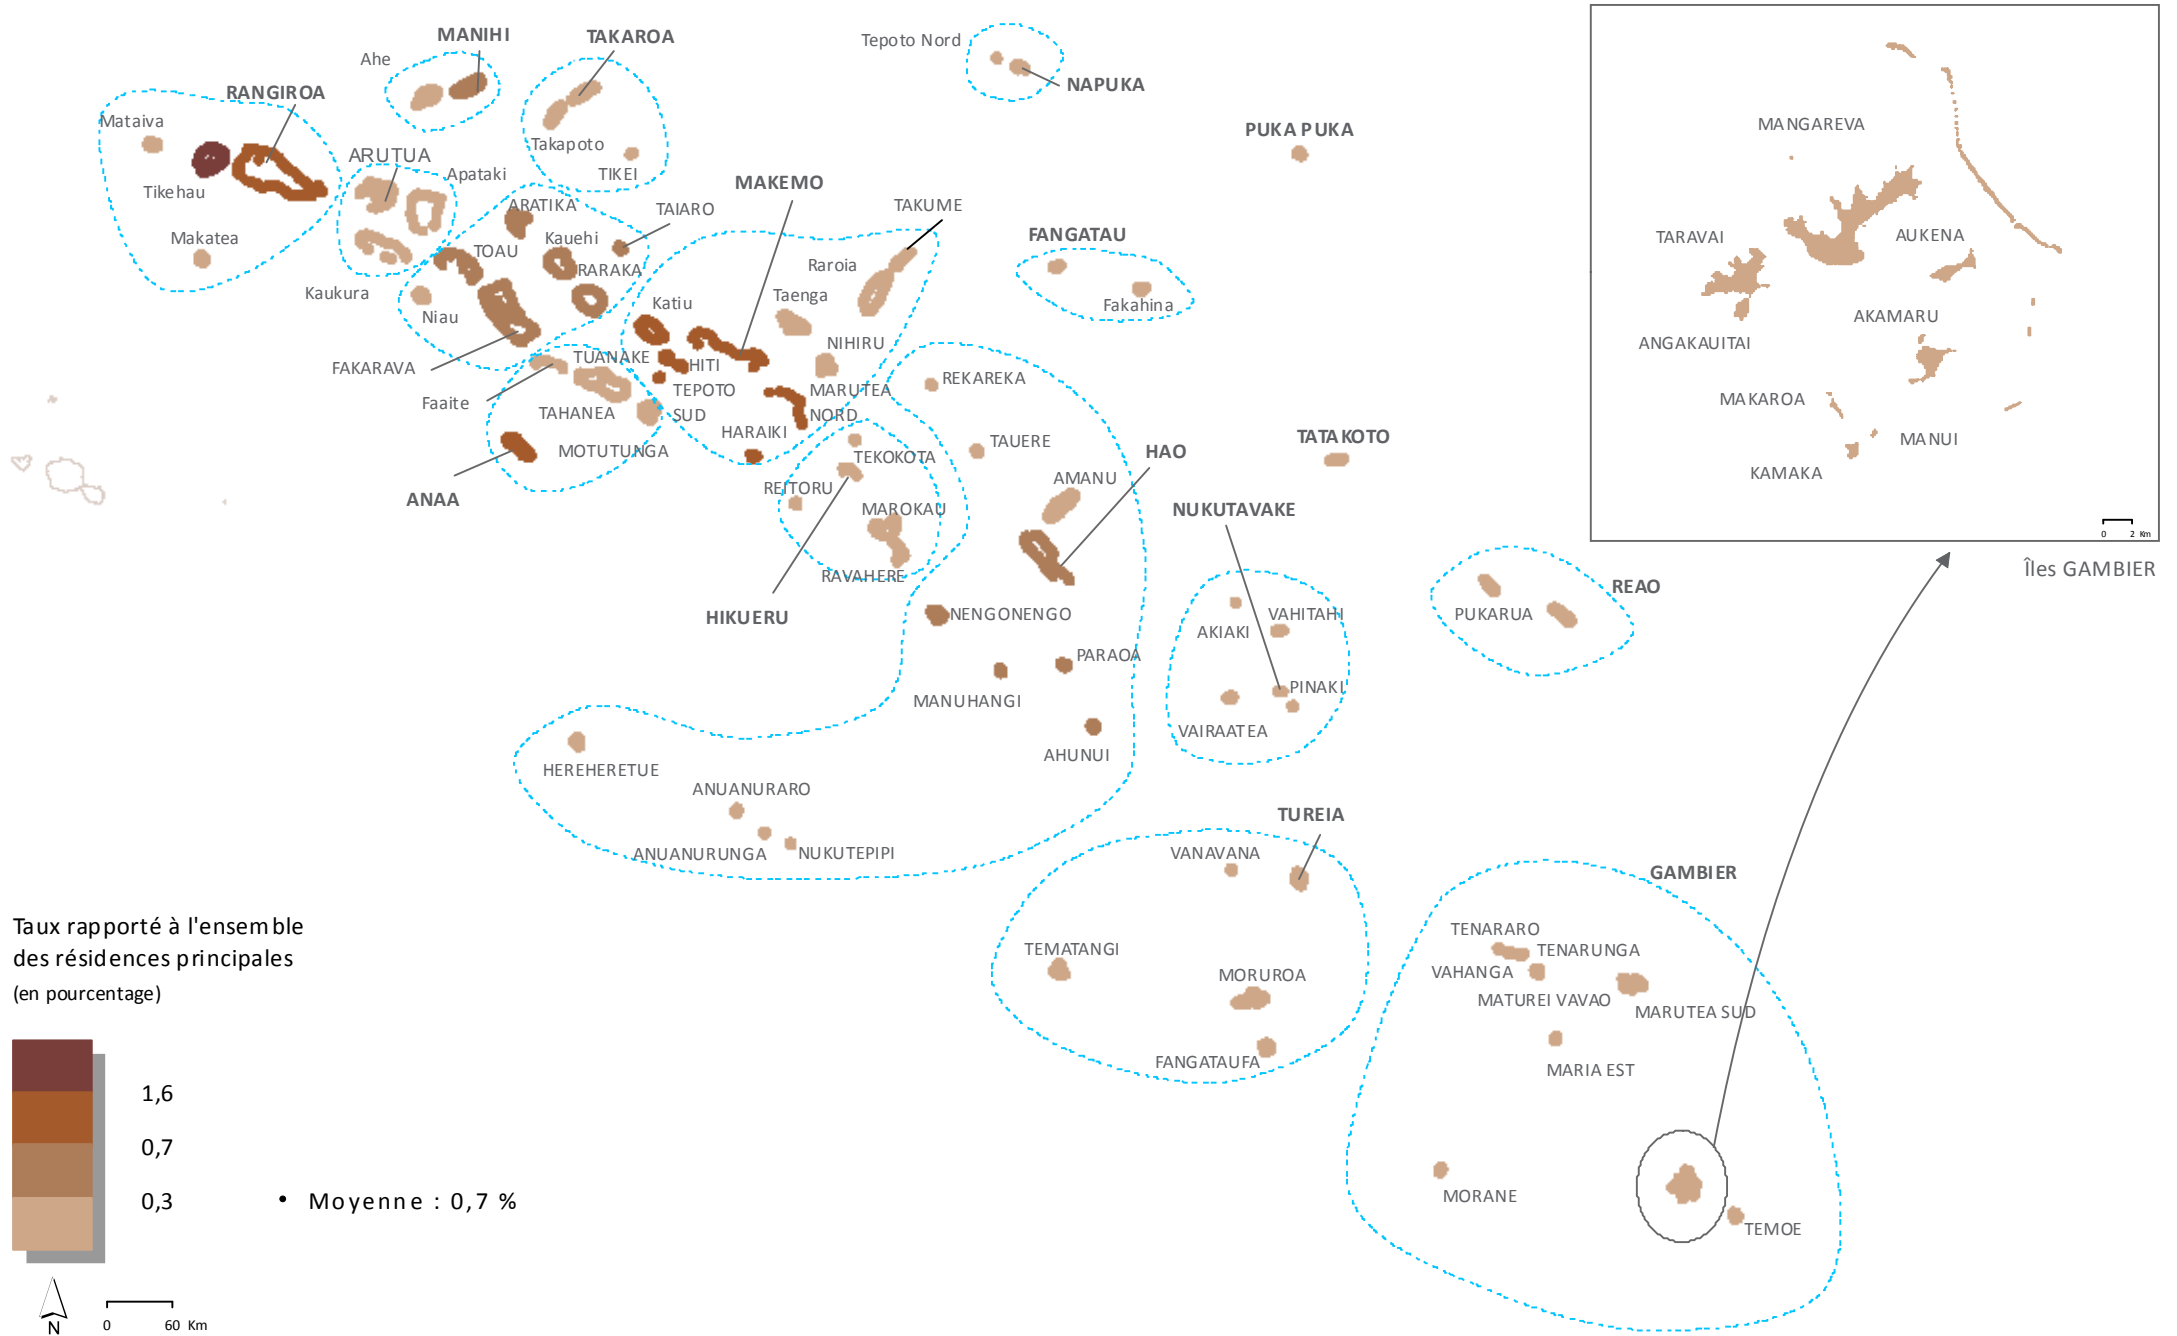 MANIHI
TAKAROA
Tepoto Nord
Ahe
NAPUKA
RANGIROA
Mataiva
PUKA PUKA
MANGAREVA
Takapoto
ARUTUA
Apataki
TIKEI
Tikehau
MAKEMO
ARATIKA
TAIARO
TAKUME
Makatea
TOAU
Kauehi
FANGATAU
TARAVAI
AUKENA
RARAKA
Raroia
Kaukura
Niau
Katiu
Taenga
Fakahina
AKAMARU
ANGAKAUITAI
NIHIRU
FAKARAVA
TUANAKE
HITI
REKAREKA
Faaite
TEPOTO
SUD
MARUTEA
NORD
TAHANEA
MAKAROA
HARAIKI
MOTUTUNGA
TAUERE
TATAKOTO
MANUI
TEKOKOTA
HAO
KAMAKA
REITORU
AMANU
ANAA
MAROKAU
NUKUTAVAKE
0 2 Km
Îles GAMBIER
RAVAHERE
REAO
HIKUERU
NENGONENGO
VAHITAHI
PUKARUA
AKIAKI
PARAOA
MANUHANGI
PINAKI
VAIRAATEA
AHUNUI
HEREHERETUE
ANUANURARO
TUREIA
ANUANURUNGA
NUKUTEPIPI
VANAVANA
GAMBIER
Taux rapporté à l'ensemble
des résidences principales
(en pourcentage)
TENARARO
TENARUNGA
TEMATANGI
MORUROA
VAHANGA
MATUREI VAVAO
MARUTEA SUD
FANGATAUFA
MARIA EST
1,6
0,7
0,3
• Moyenne : 0,7 %
MORANE
TEMOE
N
0 60 Km